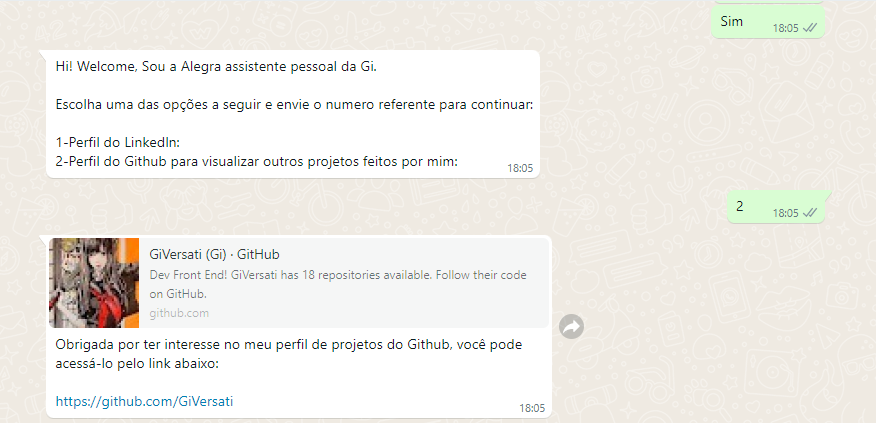 Sim
18:05
Hi! Welcome, Sou a Alegra assistente pessoal da Gi.
Escolha uma das opções a seguir e envie o numero referente para continuar:
1-Perfil do LinkedIn:
2-Perfil do Github para visualizar outros projetos feitos por mim:
18:05
2
18:05
GiVersati (Gi) · GitHub
Dev Front End! GiVersati has 18 repositories available. Follow their code
on GitHub.
github.com
Obrigada por ter interesse no meu perfil de projetos do Github, você pode
acessá-lo pelo link abaixo:
https://github.com/GiVersati
18:05